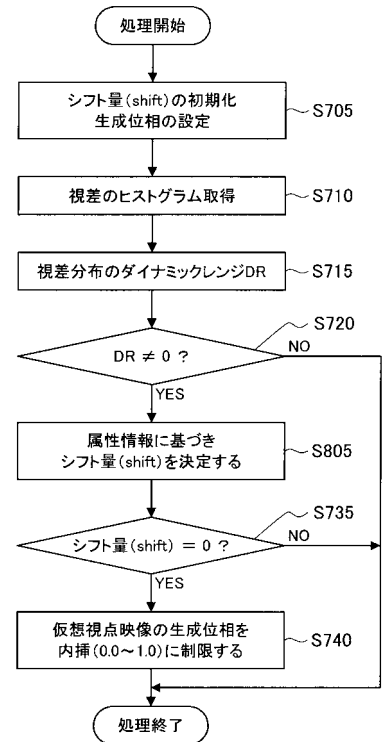 処理開始
シフト量(shift)の初期化
生成位相の設定
S705
視差のヒストグラム取得
S710
視差分布のダイナミックレンジDR
S715
S720
DR ≠ 0 ?
NO
YES
属性情報に基づき
シフト量(shift)を決定する
S805
S735
シフト量(shift) = 0 ?
NO
YES
仮想視点映像の生成位相を
内挿(0.0~1.0)に制限する
S740
処理終了